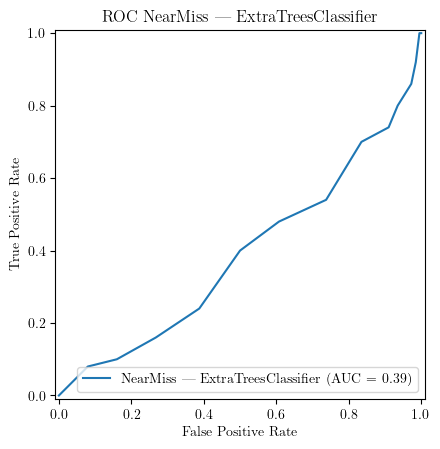 ROC NearMiss — ExtraTreesClassifier
True Positive Rate
1.0
0.8
0.6
0.4
0.2
0.0
NearMiss — ExtraTreesClassifier (AUC = 0.39)
0.0 0.2 0.4 0.6 0.8 1.0
False Positive Rate